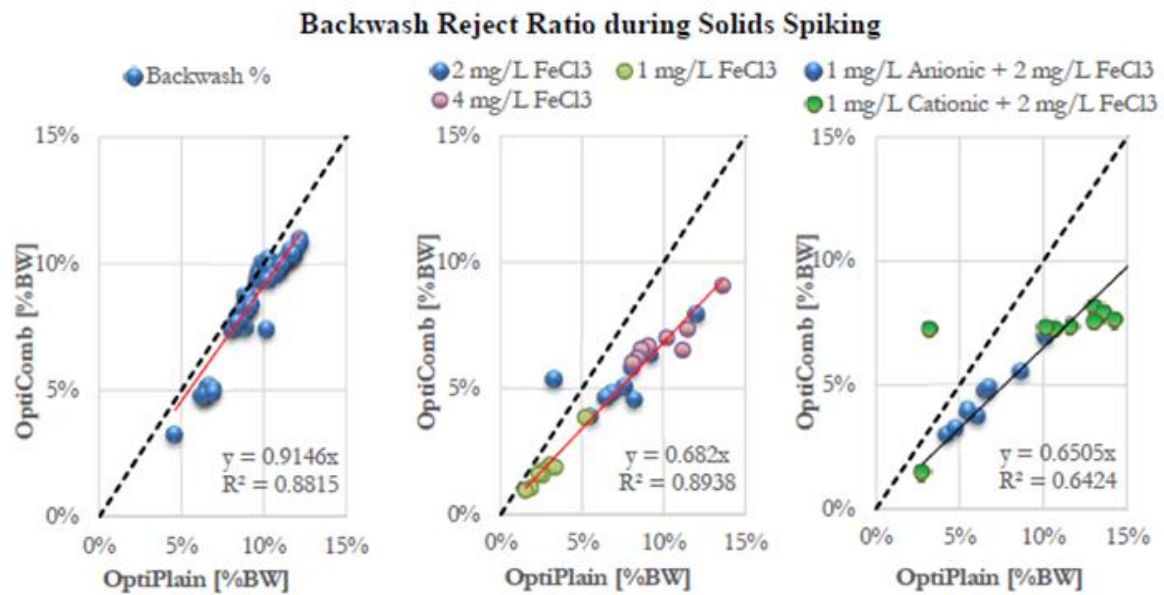 Backwash Reject Ratio during Solids Spiking
Backwash %
2 mg/L FeCl3
1 mg/L FeCl3
4 mg/L FeCl3
1 mg/L Anionic + 2 mg/L FeCl3
1 mg/L Cationic + 2 mg/L FeCl3
OptiComb [%BW]
15%
10%
5%
0%
y = 0.9146x
R² = 0.8815
0%
5%
10%
15%
OptiPlain [%BW]
OptiComb [%BW]
15%
10%
5%
0%
y = 0.682x
R² = 0.8938
0%
5%
10%
15%
OptiPlain [%BW]
OptiComb [%BW]
15%
10%
5%
0%
y = 0.6505x
R² = 0.6424
0%
5%
10%
15%
OptiPlain [%BW]